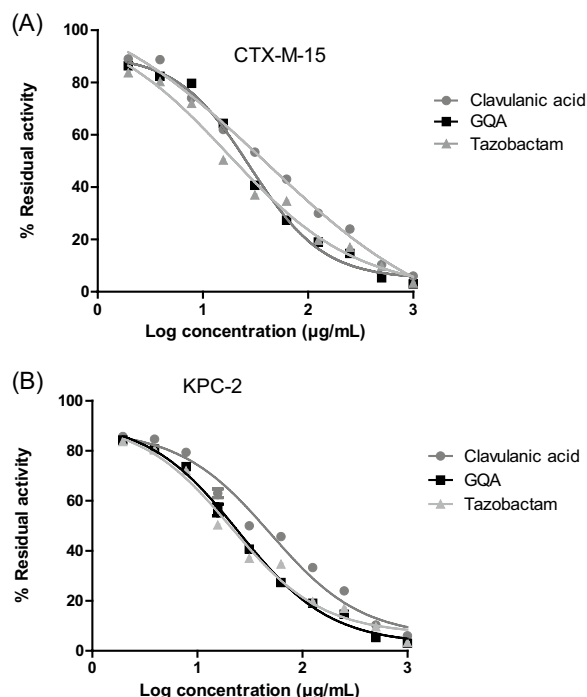 (A)
CTX-M-15
100
80
60
40
20
0
% Residual activity
0
1
2
3
Log concentration (µg/mL)
Clavulanic acid
GQA
Tazobactam
(B)
KPC-2
100
80
60
40
20
0
% Residual activity
0
1
2
3
Log concentration (µg/mL)
Clavulanic acid
GQA
Tazobactam